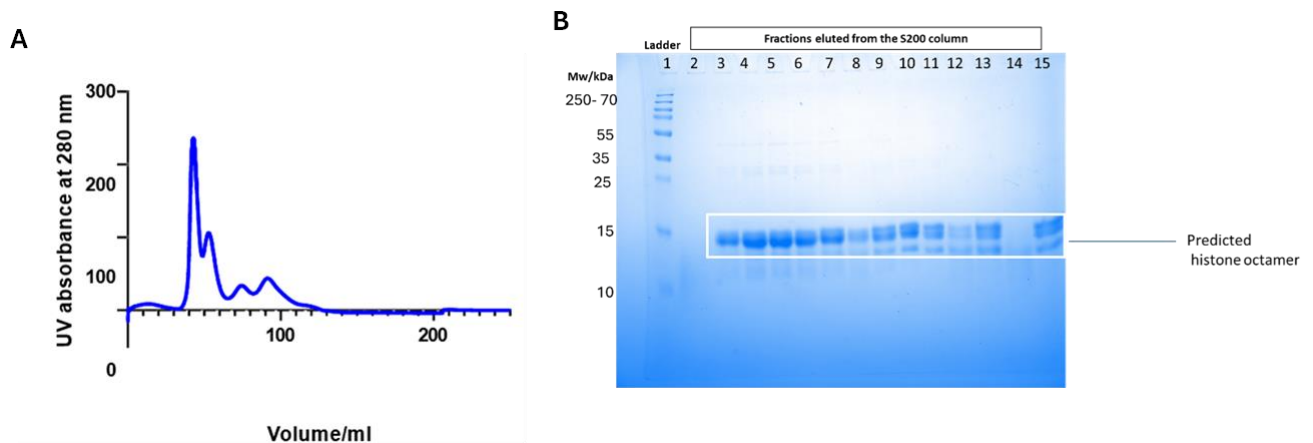 A
UV absorbance at 280 nm
300
200
100
0
100
200
Volume/ml
B
Fractions eluted from the S200 column
Ladder
1 2 3 4 5 6 7 8 9 10 11 12 13 14 15
Mw/kDa
250- 70
55
35
25
15
10
Predicted
histone octamer